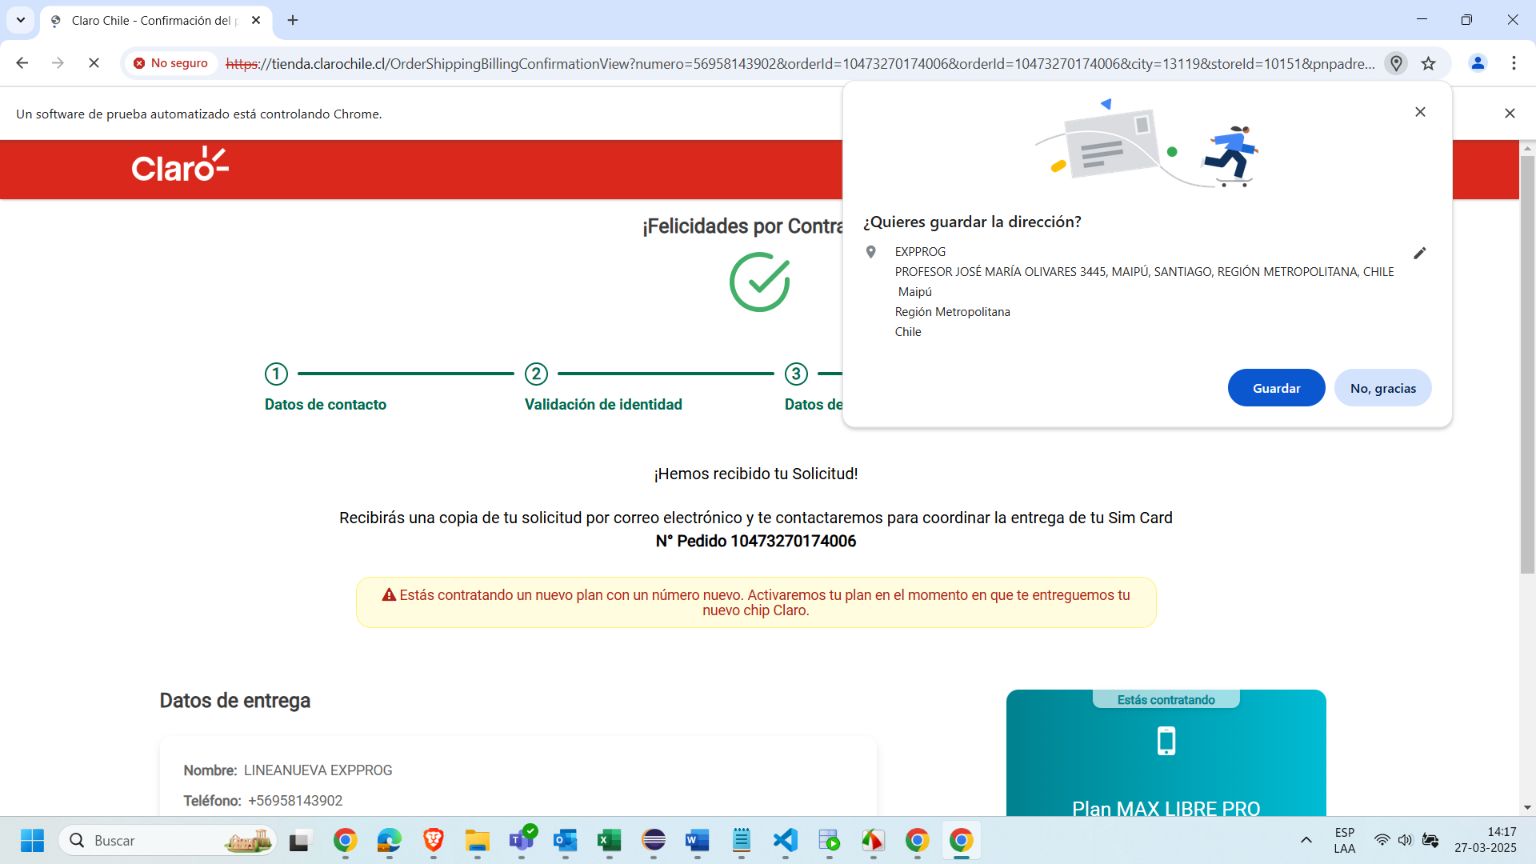 Claro Chile - Confirmación del p
No seguro
https://tienda.clarochile.cl/OrderShippingBillingConfirmationView?numero=56958143902&orderId=10473270174006&orderId=10473270174006&city=13119&storeId=10151&pnpadre...
Un software de prueba automatizado está controlando Chrome.
Claro
¡Felicidades por Contra
¿Quieres guardar la dirección?
EXPPROG
PROFESOR JOSÉ MARÍA OLIVARES 3445, MAIPÚ, SANTIAGO, REGIÓN METROPOLITANA, CHILE
Maipú
Región Metropolitana
Chile
Guardar
No, gracias
1
2
3
Datos de contacto
Validación de identidad
Datos de
¡Hemos recibido tu Solicitud!
Recibirás una copia de tu solicitud por correo electrónico y te contactaremos para coordinar la entrega de tu Sim Card
N° Pedido 10473270174006
Estás contratando un nuevo plan con un número nuevo. Activaremos tu plan en el momento en que te entreguemos tu
nuevo chip Claro.
Datos de entrega
Nombre: LINEANUEVA EXPPROG
Teléfono: +56958143902
Estás contratando
Plan MAX LIBRE PRO
Buscar
ESP
LAA
14:17
27-03-2025